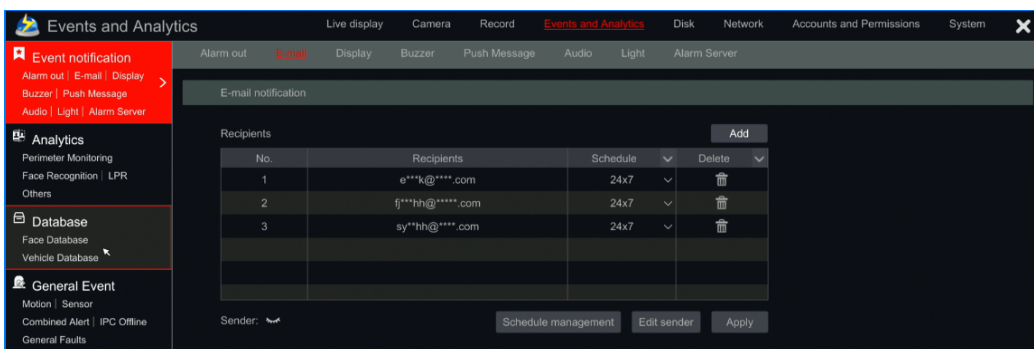 Events and Analytics Live display Camera Record Events and Analytics Disk Network Accounts and Permissions System
Event notification
Alarm out | E-mail | Display
Buzzer | Push Message
Audio | Light | Alarm Server
Analytics
Perimeter Monitoring
Face Recognition | LPR
Others
Database
Face Database
Vehicle Database
General Event
Motion | Sensor
Combined Alert | IPC Offline
General Faults
Alarm out E-mail Display Buzzer Push Message Audio Light Alarm Server
E-mail notification
Recipients Add
No. Recipients Schedule Delete
1 e***k@****.com 24x7
2 fj***hh@*****.com 24x7
3 sy**hh@****.com 24x7
Sender: Schedule management Edit sender Apply